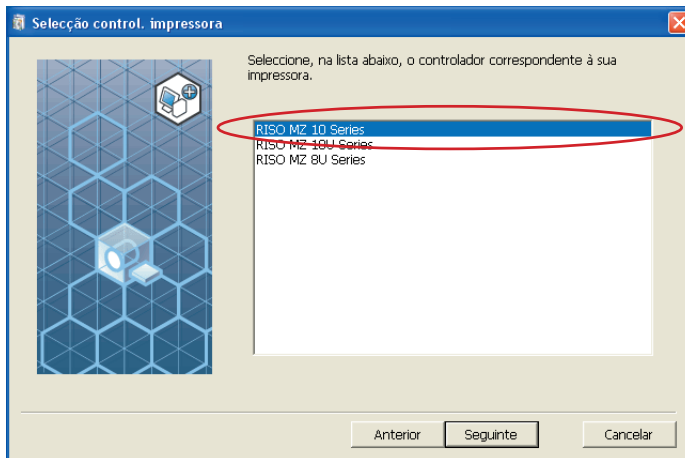 Selecção control. impressora
Seleccione, na lista abaixo, o controlador correspondente à sua
impressora.
RISO MZ 10 Series
RISO MZ 10U Series
RISO MZ 8U Series
Anterior
Seguinte
Cancelar